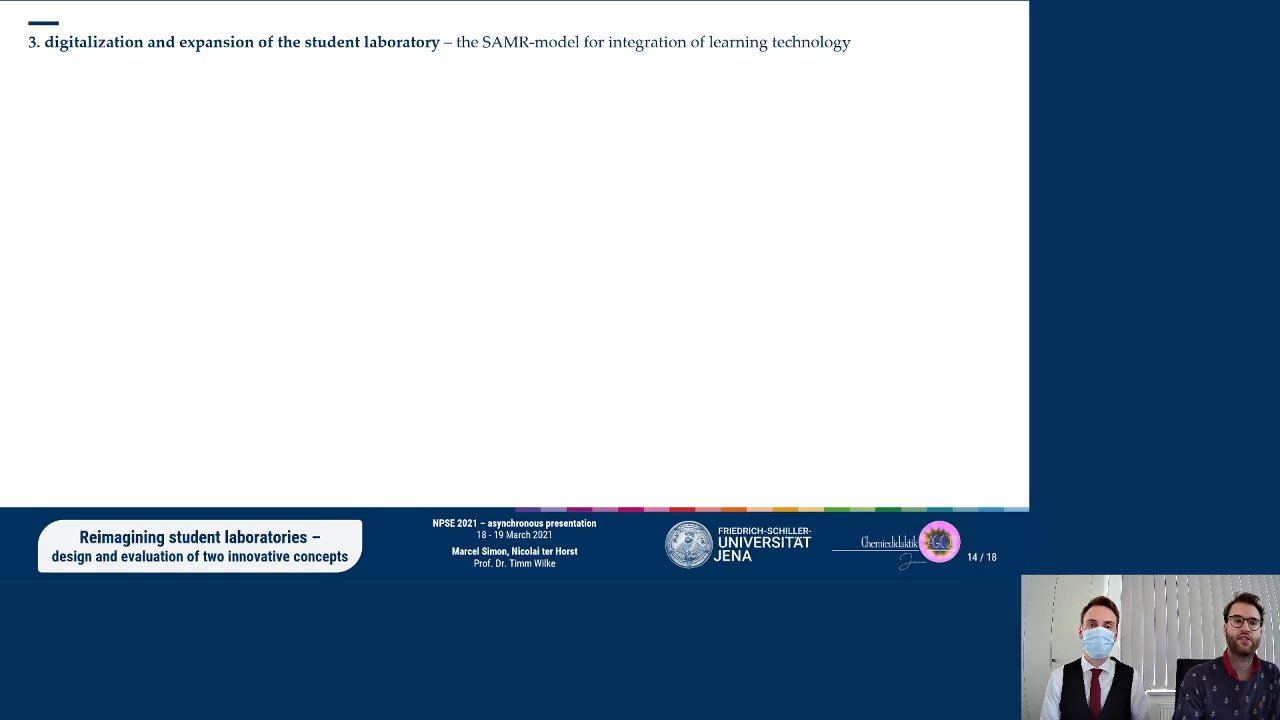 3. digitalization and expansion of the student laboratory – the SAMR-model for integration of learning technology
Reimagining student laboratories –
design and evaluation of two innovative concepts
NPSE 2021 – asynchronous presentation
18 - 19 March 2021
Marcel Simon, Nicolai ter Horst
Prof. Dr. Timm Wilke
FRIEDRICH-SCHILLER-
UNIVERSITÄT
JENA
Chemiedidaktik
Jena
14 / 18